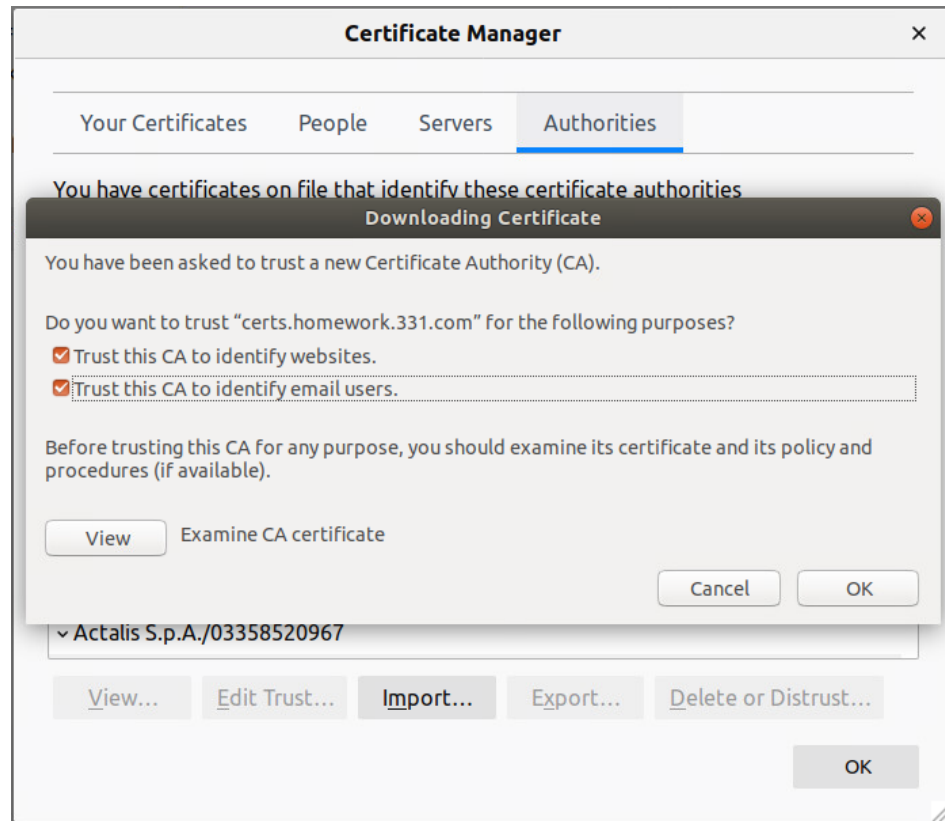 Certificate Manager
Your Certificates People Servers Authorities
You have certificates on file that identify these certificate authorities
Downloading Certificate
You have been asked to trust a new Certificate Authority (CA).
Do you want to trust “certs.homework.331.com” for the following purposes?
Trust this CA to identify websites.
Trust this CA to identify email users.
Before trusting this CA for any purpose, you should examine its certificate and its policy and
procedures (if available).
View Examine CA certificate
Cancel OK
Actalis S.p.A./03358520967
View… Edit Trust… Import… Export… Delete or Distrust…
OK